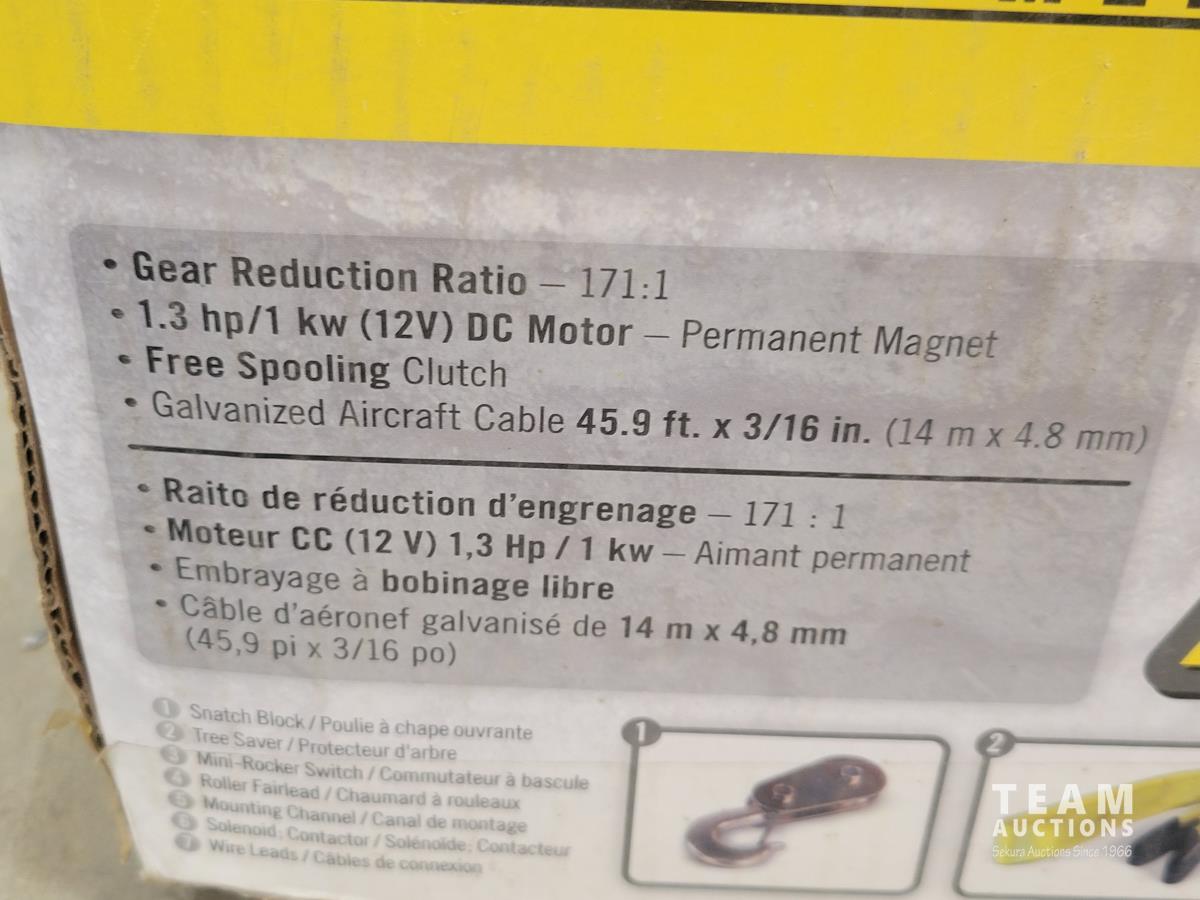 • Gear Reduction Ratio – 171:1
• 1.3 hp/1 kw (12V) DC Motor – Permanent Magnet
• Free Spooling Clutch
• Galvanized Aircraft Cable 45.9 ft. x 3/16 in. (14 m x 4.8 mm)
• Raito de réduction d'engrenage – 171 : 1
• Moteur CC (12 V) 1,3 Hp / 1 kw – Aimant permanent
• Embrayage à bobinage libre
• Câble d'aéronef galvanisé de 14 m x 4,8 mm
(45,9 pi x 3/16 po)
1 Snatch Block / Poulie à chape ouvrante
2 Tree Saver / Protecteur d'arbre
3 Mini-Rocker Switch / Commutateur à bascule
4 Roller Fairlead / Chaumard à rouleaux
5 Mounting Channel / Canal de montage
6 Solenoid; Contactor / Solénoïde; Contacteur
7 Wire Leads / Câbles de connexion
1
2
TEAM
AUCTIONS
Sekura Auctions Since 1966